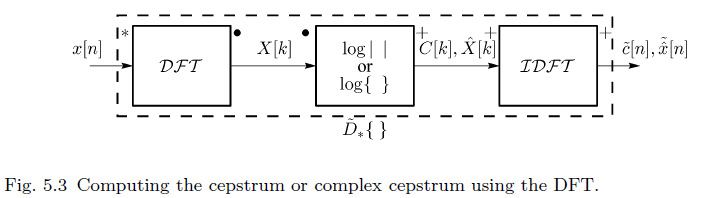 * • • + + +
x[n] DFT X[k] log| | C[k], X̂[k] IDFT c̃[n], x̃̂[n]
or
log{ }
D̃*{ }
Fig. 5.3 Computing the cepstrum or complex cepstrum using the DFT.